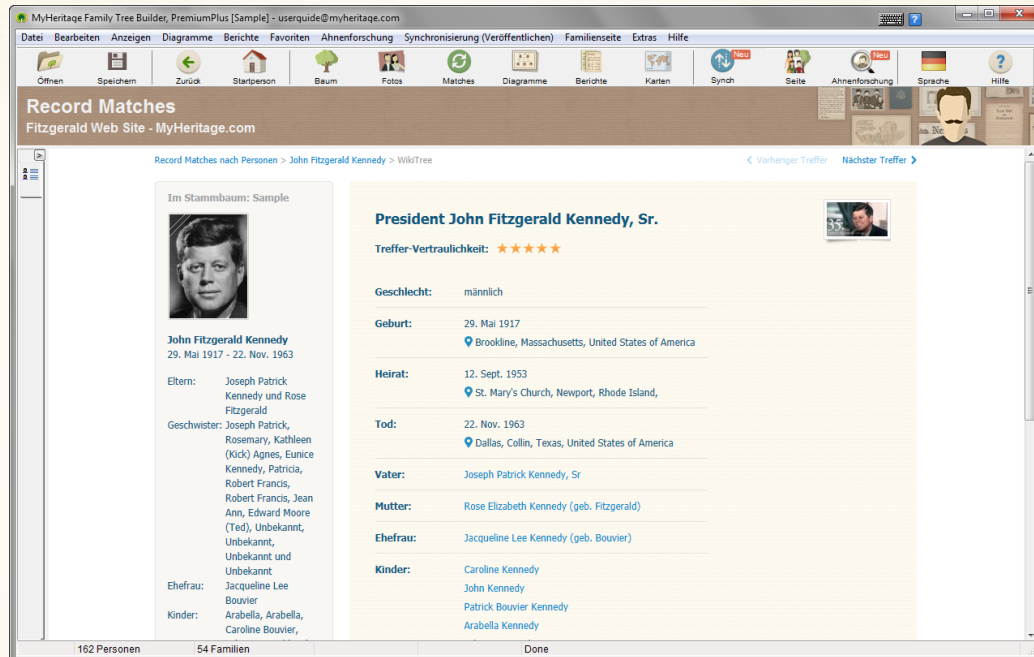 MyHeritage Family Tree Builder, PremiumPlus [Sample] - userguide@myheritage.com
Datei Bearbeiten Anzeigen Diagramme Berichte Favoriten Ahnenforschung Synchronisierung (Veröffentlichen) Familienseite Extras Hilfe
Neu Neu
Öffnen Speichern Zurück Startperson Baum Fotos Matches Diagramme Berichte Karten Synch Seite Ahnenforschung Sprache Hilfe
Record Matches
Fitzgerald Web Site - MyHeritage.com
Record Matches nach Personen > John Fitzgerald Kennedy > WikiTree
Vorheriger Treffer Nächster Treffer
Im Stammbaum: Sample
John Fitzgerald Kennedy
29. Mai 1917 - 22. Nov. 1963
Eltern: Joseph Patrick
Kennedy und Rose
Fitzgerald
Geschwister: Joseph Patrick,
Rosemary, Kathleen
(Kick) Agnes, Eunice
Kennedy, Patricia,
Robert Francis,
Robert Francis, Jean
Ann, Edward Moore
(Ted), Unbekannt,
Unbekannt,
Unbekannt und
Unbekannt
Ehefrau: Jacqueline Lee
Bouvier
Kinder: Arabella, Arabella,
Caroline Bouvier,
President John Fitzgerald Kennedy, Sr.
35
Treffer-Vertraulichkeit:
Geschlecht: männlich
Geburt: 29. Mai 1917
Brookline, Massachusetts, United States of America
Heirat: 12. Sept. 1953
St. Mary's Church, Newport, Rhode Island,
Tod: 22. Nov. 1963
Dallas, Collin, Texas, United States of America
Vater: Joseph Patrick Kennedy, Sr
Mutter: Rose Elizabeth Kennedy (geb. Fitzgerald)
Ehefrau: Jacqueline Lee Kennedy (geb. Bouvier)
Kinder: Caroline Kennedy
John Kennedy
Patrick Bouvier Kennedy
Arabella Kennedy
162 Personen 54 Familien Done